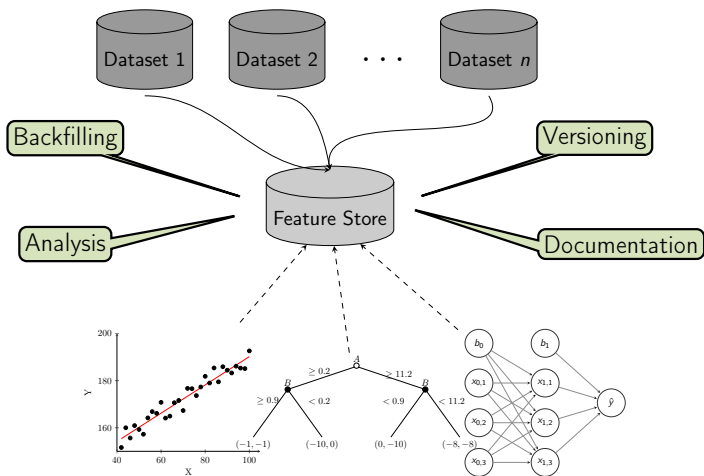 Dataset 1
Dataset 2
· · ·
Dataset n
Backfilling
Versioning
Feature Store
Analysis
Documentation
200
180
160
40
60
80
100
Y
X
A
≥ 0.2
≥ 11.2
B
B
≥ 0.9
< 0.2
< 0.9
< 11.2
(−1, −1)
(−10, 0)
(0, −10)
(−8, −8)
b₀
b₁
x₀,₁
x₁,₁
ŷ
x₀,₂
x₁,₂
x₀,₃
x₁,₃